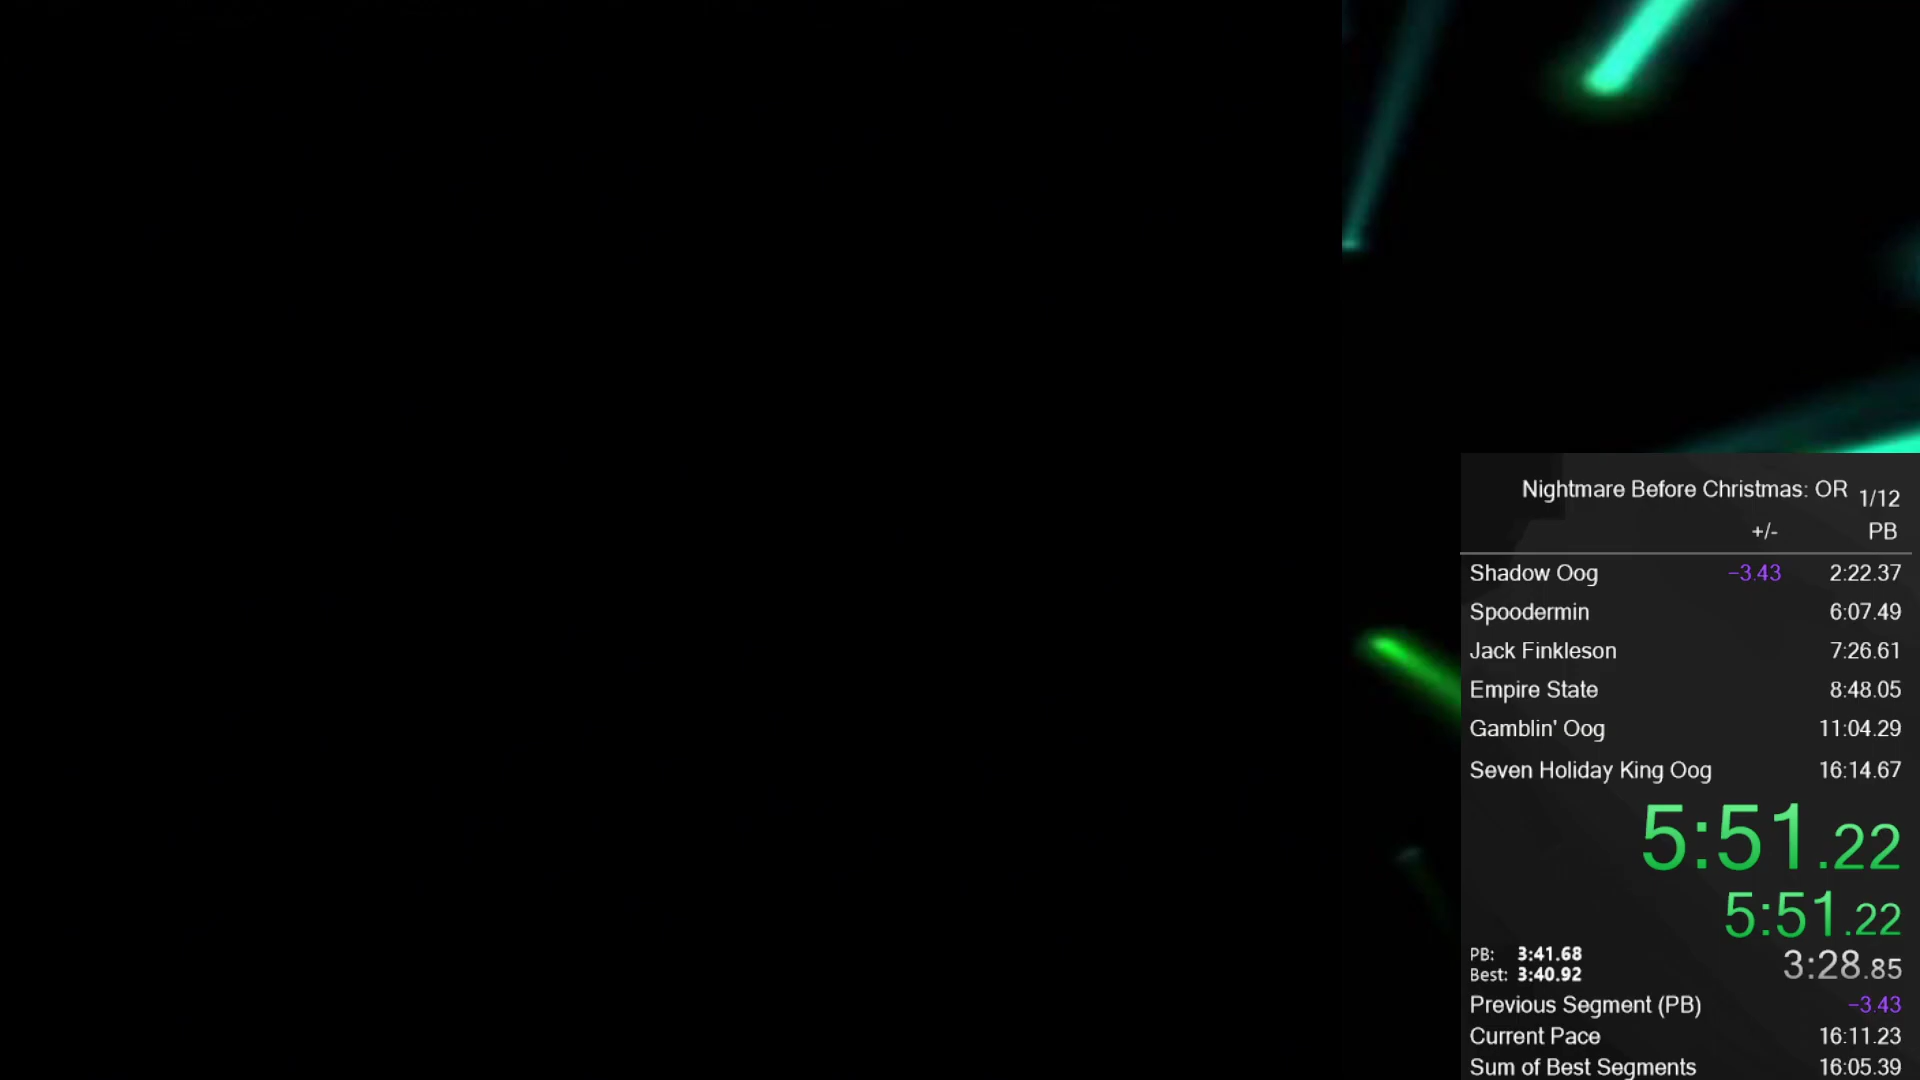 Nightmare Before Christmas: OR 1/12
+/- PB
Shadow Oog −3.43 2:22.37
Spoodermin 6:07.49
Jack Finkleson 7:26.61
Empire State 8:48.05
Gamblin' Oog 11:04.29
Seven Holiday King Oog 16:14.67
5:51.22
5:51.22
PB: 3:41.68
Best: 3:40.92
3:28.85
Previous Segment (PB) −3.43
Current Pace 16:11.23
Sum of Best Segments 16:05.39